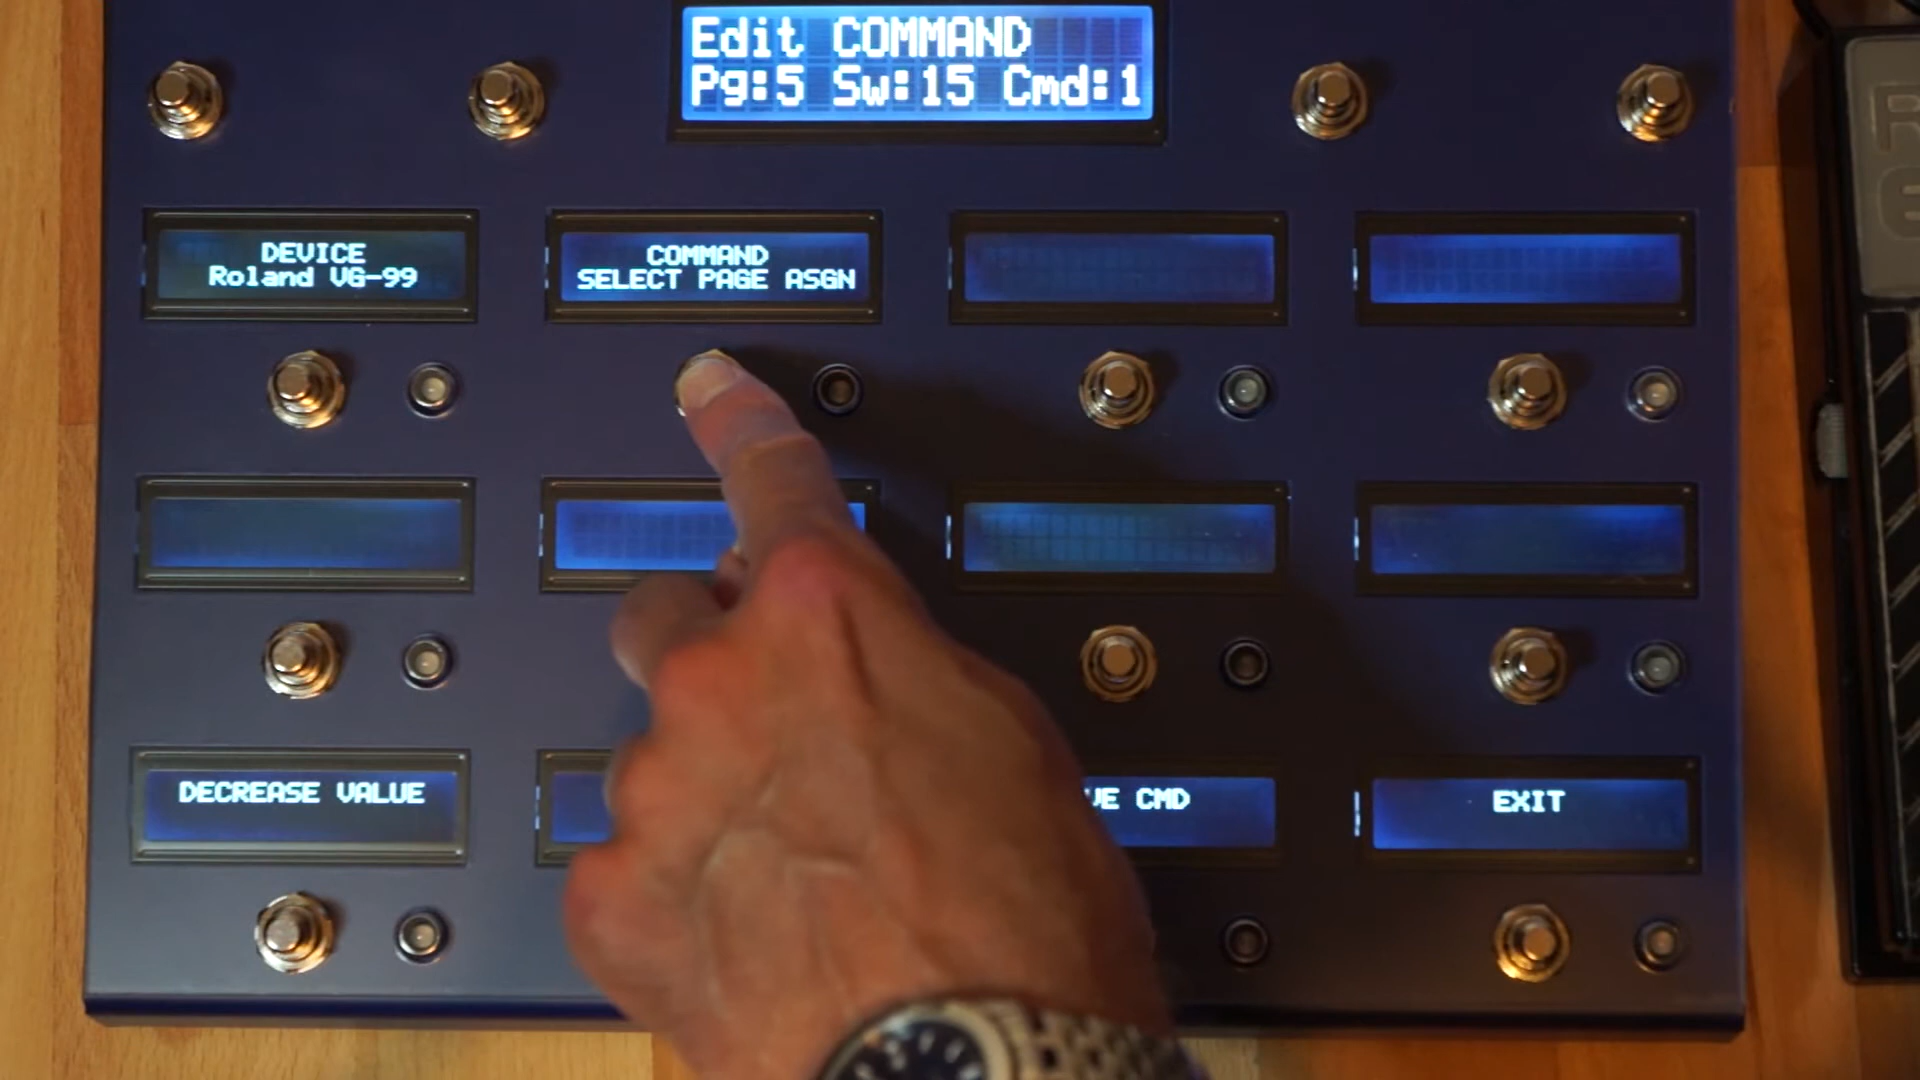 Edit COMMAND
Pg:5 Sw:15 Cmd:1
DEVICE
Roland VG-99
COMMAND
SELECT PAGE ASGN
DECREASE VALUE
CMD
EXIT